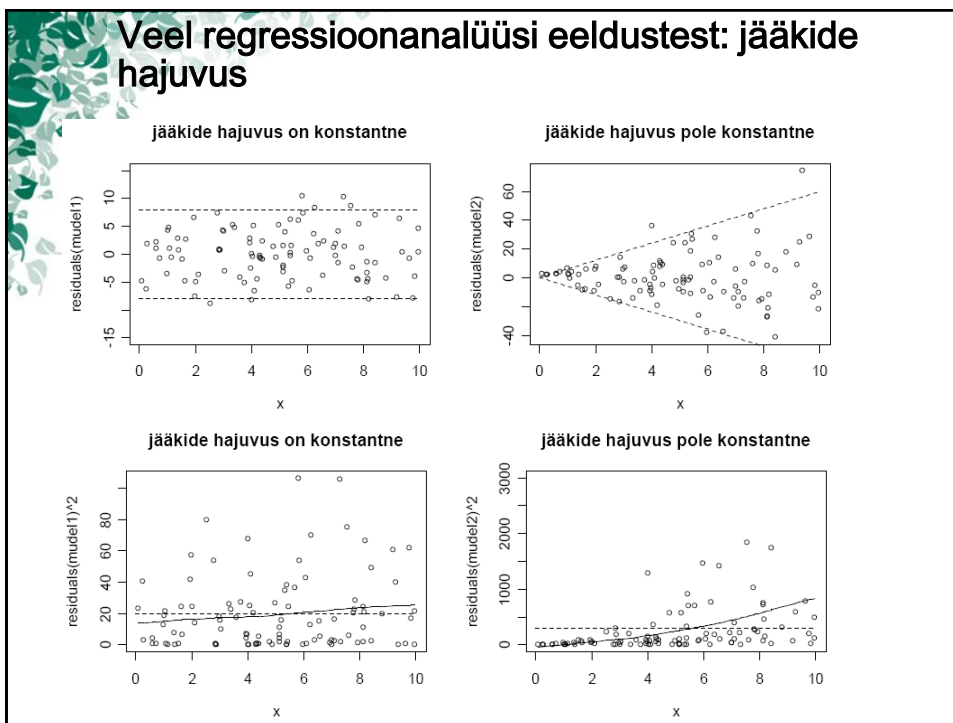 Veel regressioonanalüüsi eeldustest: jääkide
hajuvus
jääkide hajuvus on konstantne
residuals(mudel1)
10
5
0
-5
-15
0 2 4 6 8 10
x
jääkide hajuvus pole konstantne
residuals(mudel2)
60
40
20
0
-40
0 2 4 6 8 10
x
jääkide hajuvus on konstantne
residuals(mudel1)^2
80
60
40
20
0
0 2 4 6 8 10
x
jääkide hajuvus pole konstantne
residuals(mudel2)^2
3000
2000
1000
0
0 2 4 6 8 10
x